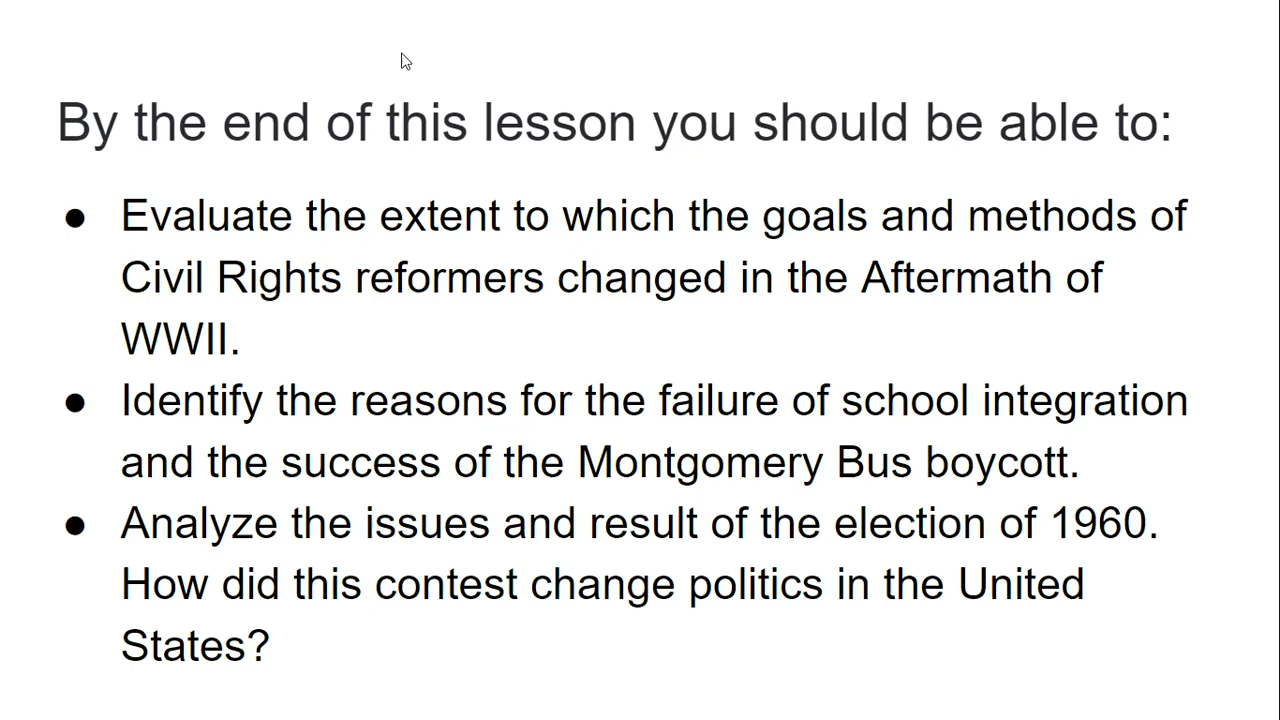 By the end of this lesson you should be able to:
● Evaluate the extent to which the goals and methods of
Civil Rights reformers changed in the Aftermath of
WWII.
● Identify the reasons for the failure of school integration
and the success of the Montgomery Bus boycott.
● Analyze the issues and result of the election of 1960.
How did this contest change politics in the United
States?